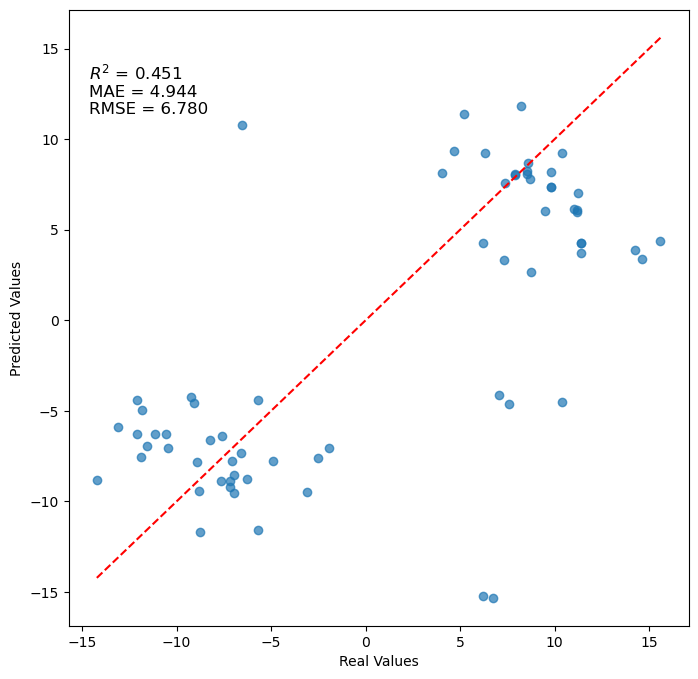 R² = 0.451
MAE = 4.944
RMSE = 6.780
15
10
5
0
−5
−10
−15
Predicted Values
−15 −10 −5 0 5 10 15
Real Values